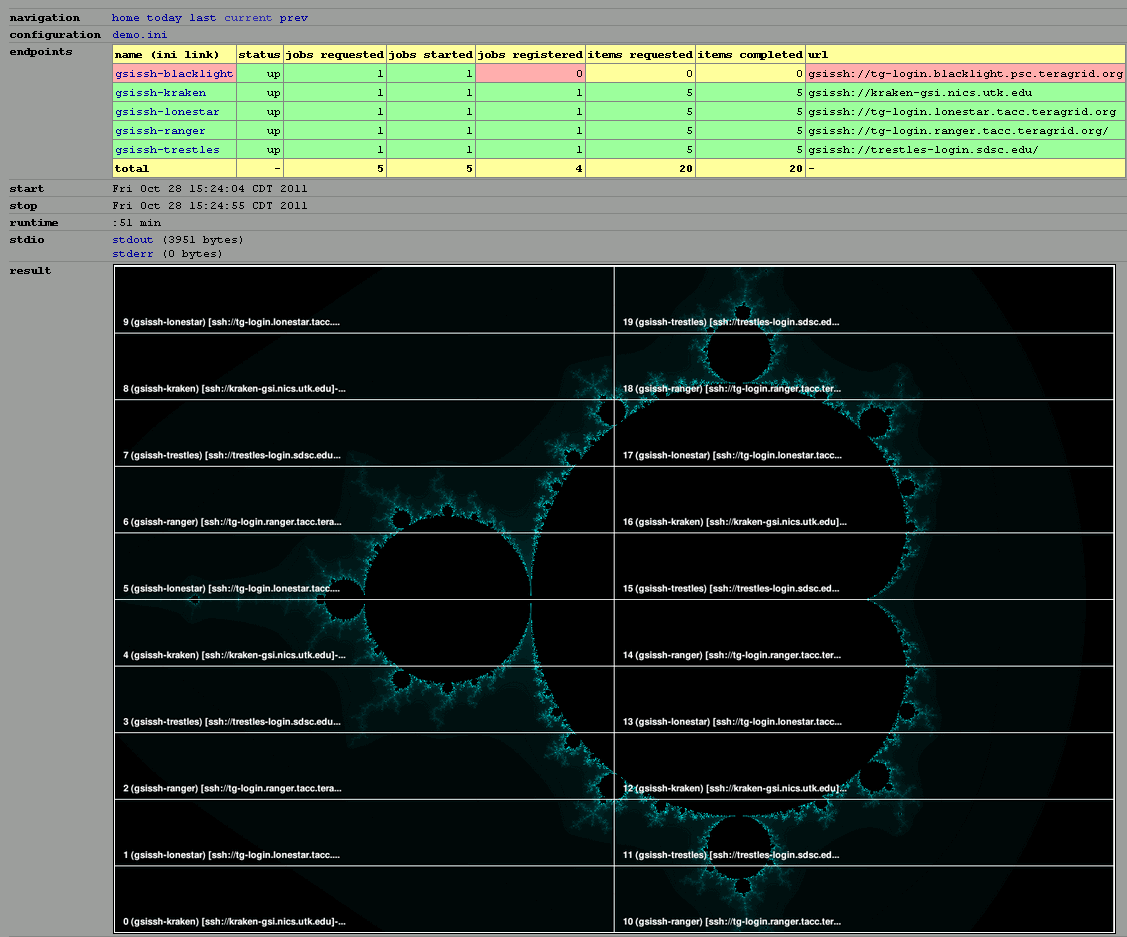 navigation home today last current prev
configuration demo.ini
endpoints
name (ini link) status jobs requested jobs started jobs registered items requested items completed url
gsissh-blacklight up 1 1 0 0 0 gsissh://tg-login.blacklight.psc.teragrid.org
gsissh-kraken up 1 1 1 5 5 gsissh://kraken-gsi.nics.utk.edu
gsissh-lonestar up 1 1 1 5 5 gsissh://tg-login.lonestar.tacc.teragrid.org
gsissh-ranger up 1 1 1 5 5 gsissh://tg-login.ranger.tacc.teragrid.org/
gsissh-trestles up 1 1 1 5 5 gsissh://trestles-login.sdsc.edu/
total - 5 5 4 20 20 -
start Fri Oct 28 15:24:04 CDT 2011
stop Fri Oct 28 15:24:55 CDT 2011
runtime :51 min
stdio stdout (3951 bytes)
stderr (0 bytes)
result
9 (gsissh-lonestar) [ssh://tg-login.lonestar.tacc.... 19 (gsissh-trestles) [ssh://trestles-login.sdsc.ed...
8 (gsissh-kraken) [ssh://kraken-gsi.nics.utk.edu]-... 18 (gsissh-ranger) [ssh://tg-login.ranger.tacc.ter...
7 (gsissh-trestles) [ssh://trestles-login.sdsc.edu... 17 (gsissh-lonestar) [ssh://tg-login.lonestar.tacc...
6 (gsissh-ranger) [ssh://tg-login.ranger.tacc.tera... 16 (gsissh-kraken) [ssh://kraken-gsi.nics.utk.edu]...
5 (gsissh-lonestar) [ssh://tg-login.lonestar.tacc.... 15 (gsissh-trestles) [ssh://trestles-login.sdsc.ed...
4 (gsissh-kraken) [ssh://kraken-gsi.nics.utk.edu]-... 14 (gsissh-ranger) [ssh://tg-login.ranger.tacc.ter...
3 (gsissh-trestles) [ssh://trestles-login.sdsc.edu... 13 (gsissh-lonestar) [ssh://tg-login.lonestar.tacc...
2 (gsissh-ranger) [ssh://tg-login.ranger.tacc.tera... 12 (gsissh-kraken) [ssh://kraken-gsi.nics.utk.edu]...
1 (gsissh-lonestar) [ssh://tg-login.lonestar.tacc.... 11 (gsissh-trestles) [ssh://trestles-login.sdsc.ed...
0 (gsissh-kraken) [ssh://kraken-gsi.nics.utk.edu]-... 10 (gsissh-ranger) [ssh://tg-login.ranger.tacc.ter...